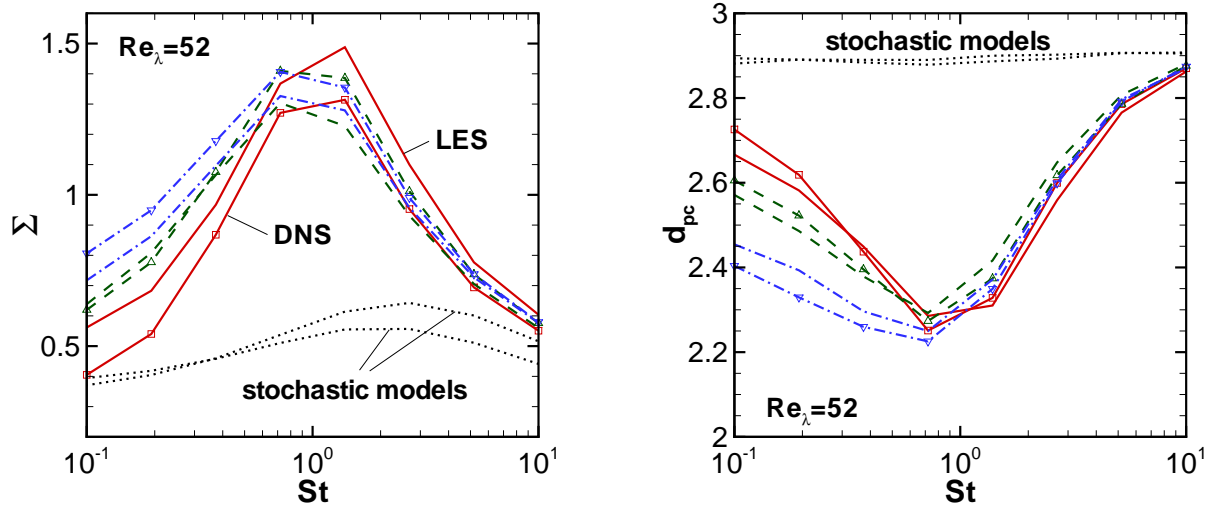 Re_λ=52
Σ
1.5
1
0.5
LES
DNS
stochastic models
10^-1
10^0
10^1
St
stochastic models
d_pc
3
2.8
2.6
2.4
2.2
2
Re_λ=52
10^-1
10^0
10^1
St